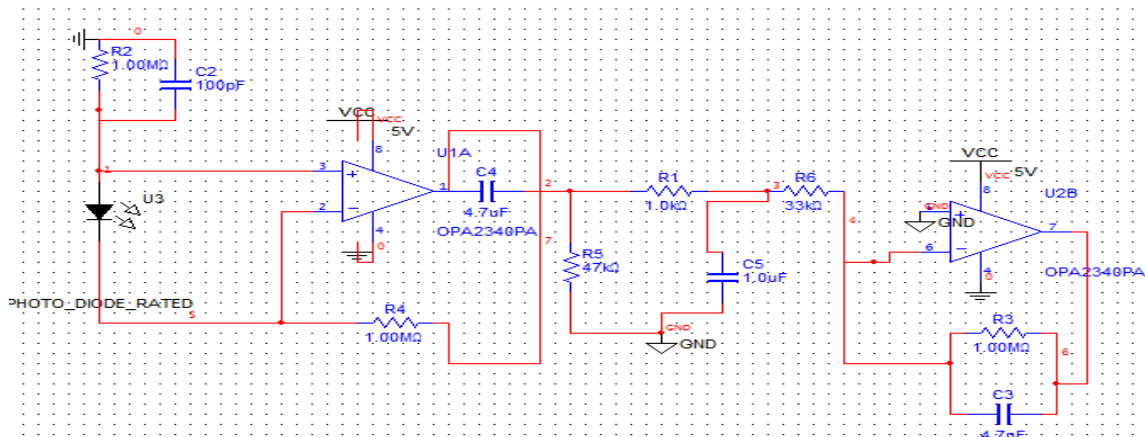 0
R2
1.00MΩ
C2
100pF
VCC
VCC
5V
U1A
8
1
3
1
U3
+
−
2
4
0
C4
4.7uF
OPA2340PA
2
7
R1
1.0kΩ
3
R6
33kΩ
VCC
VCC
5V
8
U2B
GND
GND
4
+
−
7
6
4
0
OPA2340PA
R5
47kΩ
C5
1.0uF
PHOTO_DIODE_RATED
5
R4
1.00MΩ
GND
GND
R3
1.00MΩ
6
C3
4.7uF